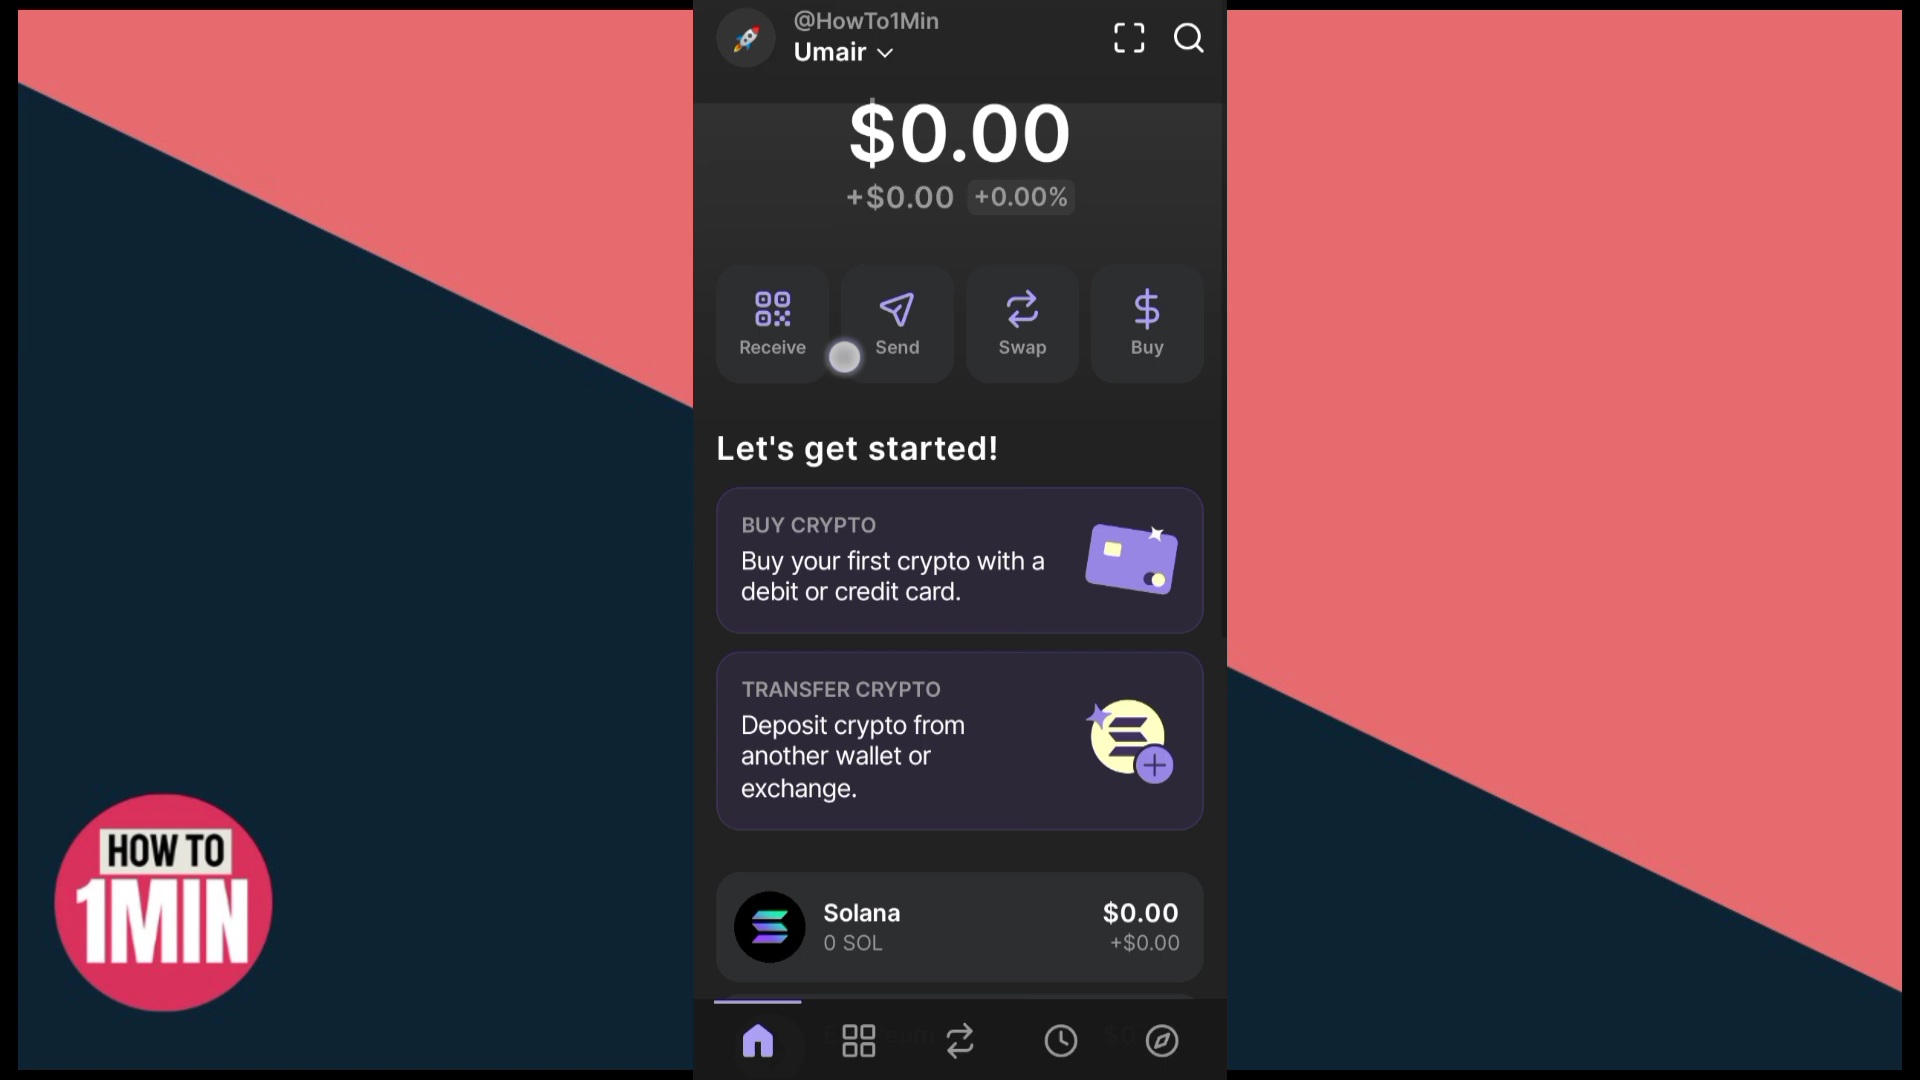 @HowTo1Min
Umair
$0.00
+$0.00 +0.00%
Receive Send Swap Buy
Let's get started!
BUY CRYPTO
Buy your first crypto with a
debit or credit card.
TRANSFER CRYPTO
Deposit crypto from
another wallet or
exchange.
Solana $0.00
0 SOL +$0.00
HOW TO
1MIN